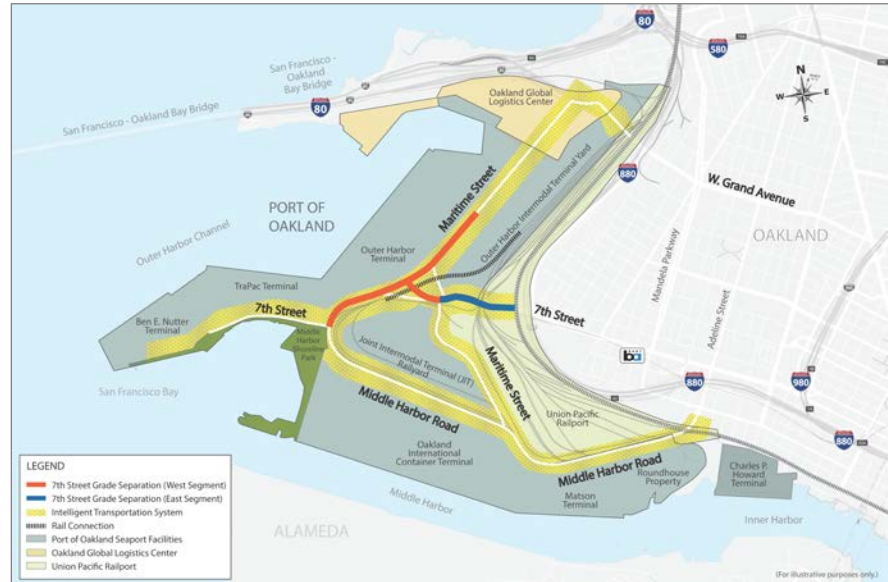 80
580
San Francisco -
Oakland
Bay Bridge
80
San Francisco - Oakland Bay Bridge
Oakland Global
Logistics Center
N
W E
S
880
W. Grand Avenue
Maritime Street
Outer Harbor Intermodal Terminal Yard
PORT OF
OAKLAND
OAKLAND
Mandela Parkway
Adeline Street
Outer Harbor Channel
Outer Harbor
Terminal
TraPac Terminal
7th Street
7th Street
Ben E. Nutter
Terminal
Middle
Harbor
Shoreline
Park
Joint Intermodal Terminal (JIT)
Railyard
Maritime Street
ba
880
980
San Francisco Bay
Middle Harbor Road
Union Pacific
Railport
880
Oakland
International
Container Terminal
Middle Harbor Road
Roundhouse
Property
Charles P.
Howard
Terminal
Matson
Terminal
Middle Harbor
Inner Harbor
ALAMEDA
LEGEND
7th Street Grade Separation (West Segment)
7th Street Grade Separation (East Segment)
Intelligent Transportation System
Rail Connection
Port of Oakland Seaport Facilities
Oakland Global Logistics Center
Union Pacific Railport
(For illustrative purposes only.)